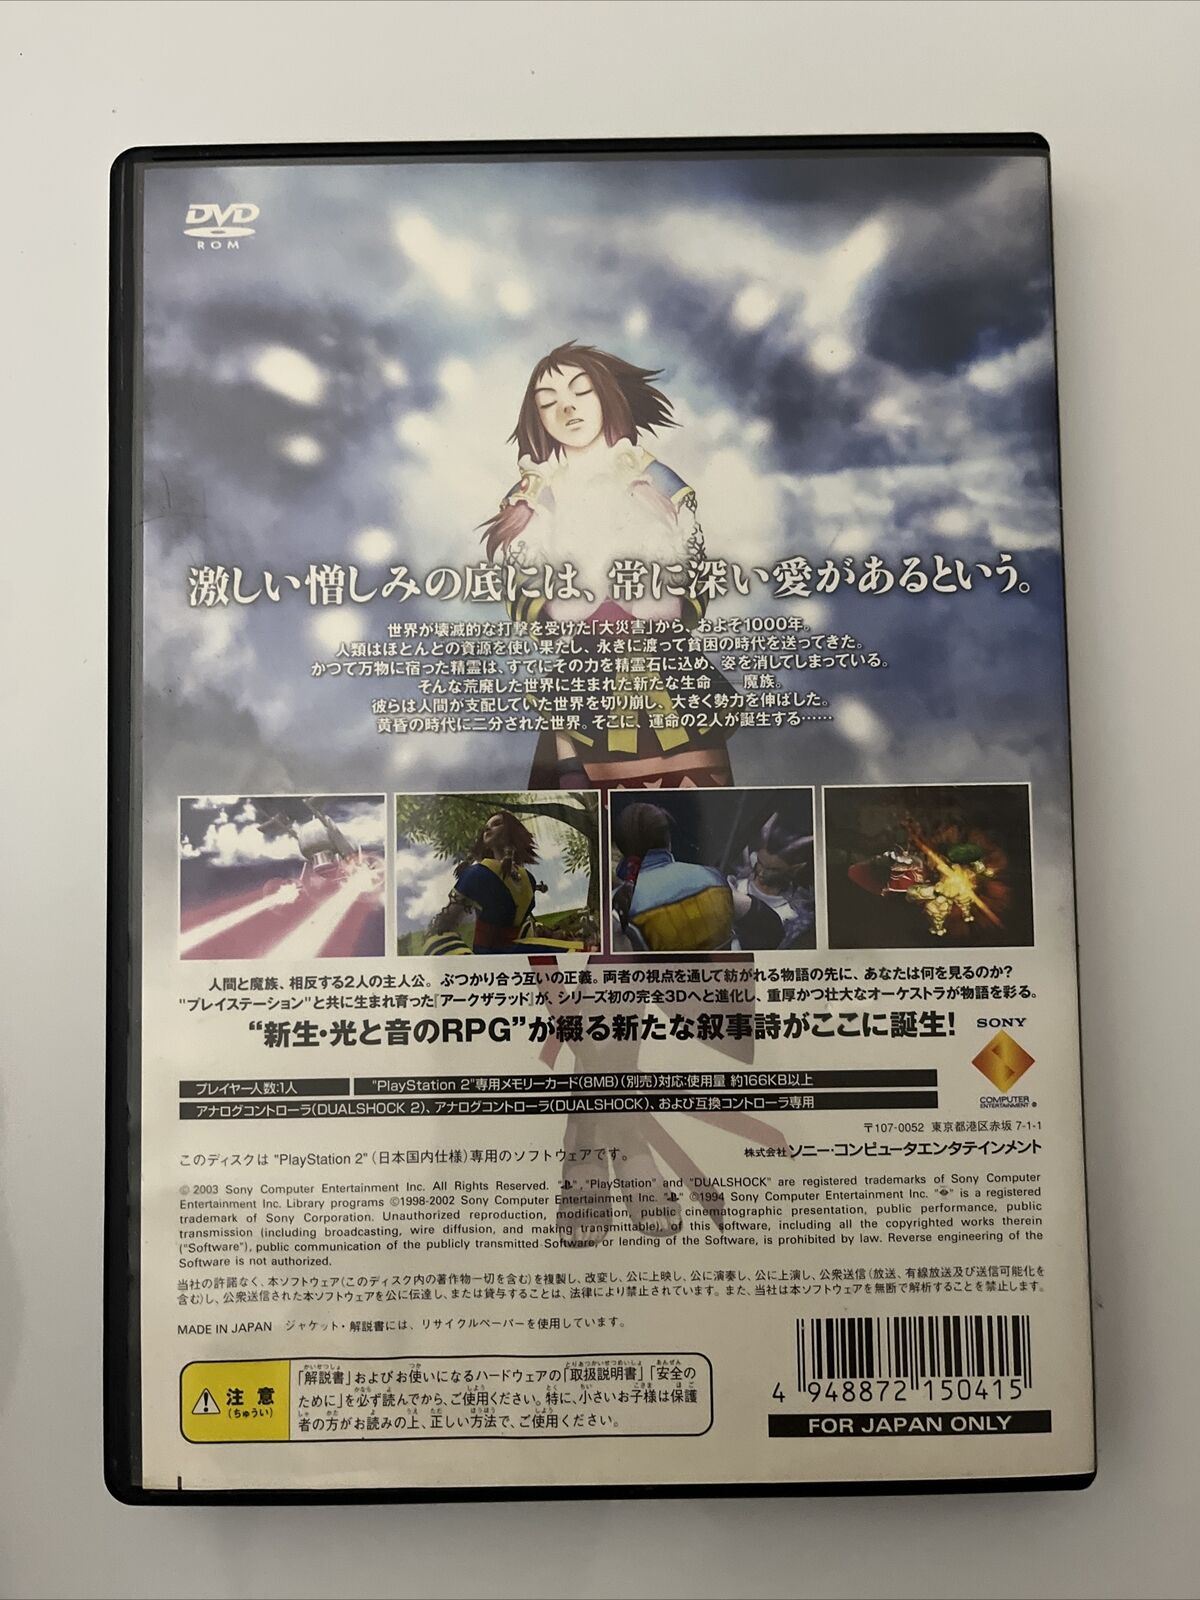 DVD
ROM
激しい憎しみの底には、常に深い愛があるという。
世界が壊滅的な打撃を受けた「大災害」から、およそ1000年。
人類はほとんどの資源を使い果たし、永きに渡って貧困の時代を送ってきた。
かつて万物に宿った精霊は、すでにその力を精霊石に込め、姿を消してしまっている。
そんな荒廃した世界に生まれた新たな生命　　魔族。
彼らは人間が支配していた世界を切り崩し、大きく勢力を伸ばした。
黄昏の時代に二分された世界。そこに、運命の2人が誕生する……
人間と魔族、相反する2人の主人公。ぶつかり合う互いの正義。両者の視点を通して紡がれる物語の先に、あなたは何を見るのか?
"プレイステーション"と共に生まれ育った『アークザラッド』が、シリーズ初の完全3Dへと進化し、重厚かつ壮大なオーケストラが物語を彩る。
“新生・光と音のRPG”が綴る新たな叙事詩がここに誕生!
SONY
COMPUTER
ENTERTAINMENT ®
プレイヤー人数:1人
"PlayStation 2"専用メモリーカード(8MB)(別売)対応:使用量 約166KB以上
アナログコントローラ(DUALSHOCK 2)、アナログコントローラ(DUALSHOCK)、および互換コントローラ専用
〒107-0052 東京都港区赤坂 7-1-1
株式会社 ソニー・コンピュータエンタテインメント
このディスクは "PlayStation 2" (日本国内仕様) 専用のソフトウェアです。
© 2003 Sony Computer Entertainment Inc. All Rights Reserved. " ", "PlayStation" and "DUALSHOCK" are registered trademarks of Sony Computer
Entertainment Inc. Library programs ©1998-2002 Sony Computer Entertainment Inc. " " ©1994 Sony Computer Entertainment Inc. " " is a registered
trademark of Sony Corporation. Unauthorized reproduction, modification, public cinematographic presentation, public performance, public
transmission (including broadcasting, wire diffusion, and making transmittable), of this software, including all the copyrighted works therein
("Software"), public communication of the publicly transmitted Software, or lending of the Software, is prohibited by law. Reverse engineering of the
Software is not authorized.
当社の許諾なく、本ソフトウェア(このディスク内の著作物一切を含む)を複製し、改変し、公に上映し、公に演奏し、公に上演し、公衆送信(放送、有線放送及び送信可能化を
含む)し、公衆送信された本ソフトウェアを公に伝達し、または貸与することは、法律により禁止されています。また、当社は本ソフトウェアを無断で解析することを禁止します。
MADE IN JAPAN　ジャケット・解説書には、リサイクルペーパーを使用しています。
注意
(ちゅうい)
「解説書」およびお使いになるハードウェアの「取扱説明書」「安全の
ために」を必ず読んでから、ご使用ください。特に、小さいお子様は保護
者の方がお読みの上、正しい方法で、ご使用ください。
4 948872 150415
FOR JAPAN ONLY